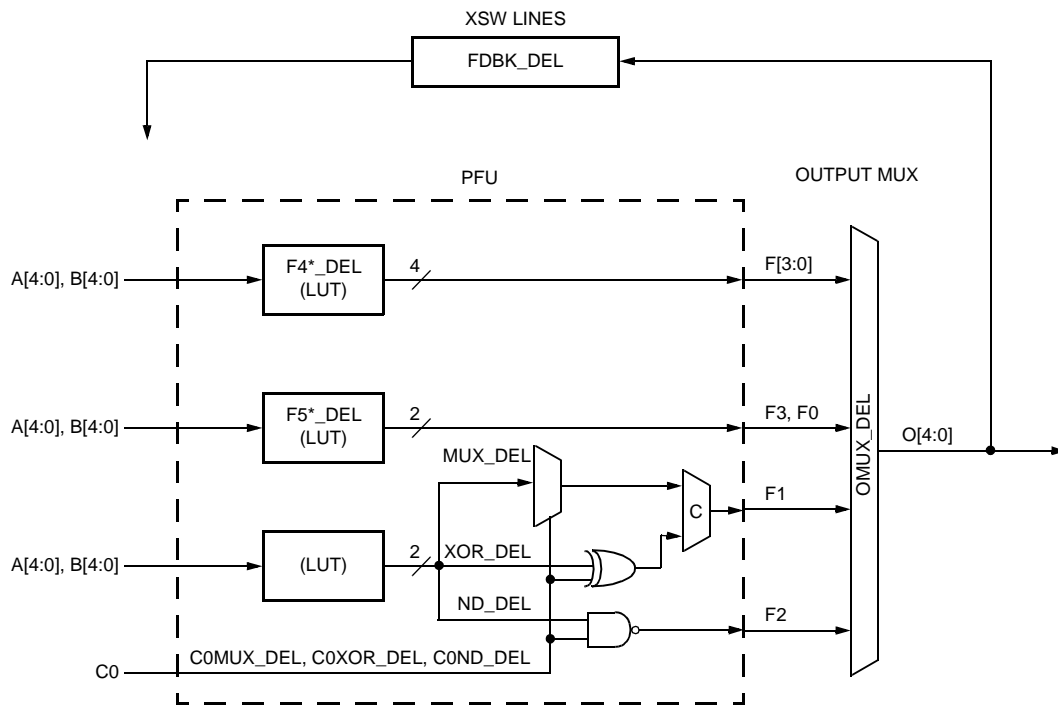 XSW LINES
FDBK_DEL
PFU
OUTPUT MUX
A[4:0], B[4:0]
F4*_DEL
(LUT)
4
F[3:0]
A[4:0], B[4:0]
F5*_DEL
(LUT)
2
F3, F0
OMUX_DEL
O[4:0]
MUX_DEL
C
F1
A[4:0], B[4:0]
(LUT)
2
XOR_DEL
ND_DEL
F2
C0
C0MUX_DEL, C0XOR_DEL, C0ND_DEL